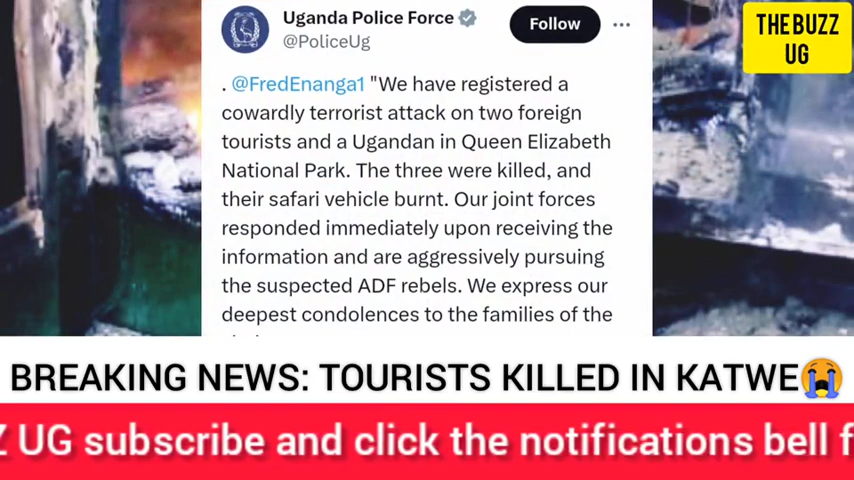 Uganda Police Force
@PoliceUg
Follow
THE BUZZ
UG
. @FredEnanga1 "We have registered a
cowardly terrorist attack on two foreign
tourists and a Ugandan in Queen Elizabeth
National Park. The three were killed, and
their safari vehicle burnt. Our joint forces
responded immediately upon receiving the
information and are aggressively pursuing
the suspected ADF rebels. We express our
deepest condolences to the families of the
BREAKING NEWS: TOURISTS KILLED IN KATWE😭
Z UG subscribe and click the notifications bell f